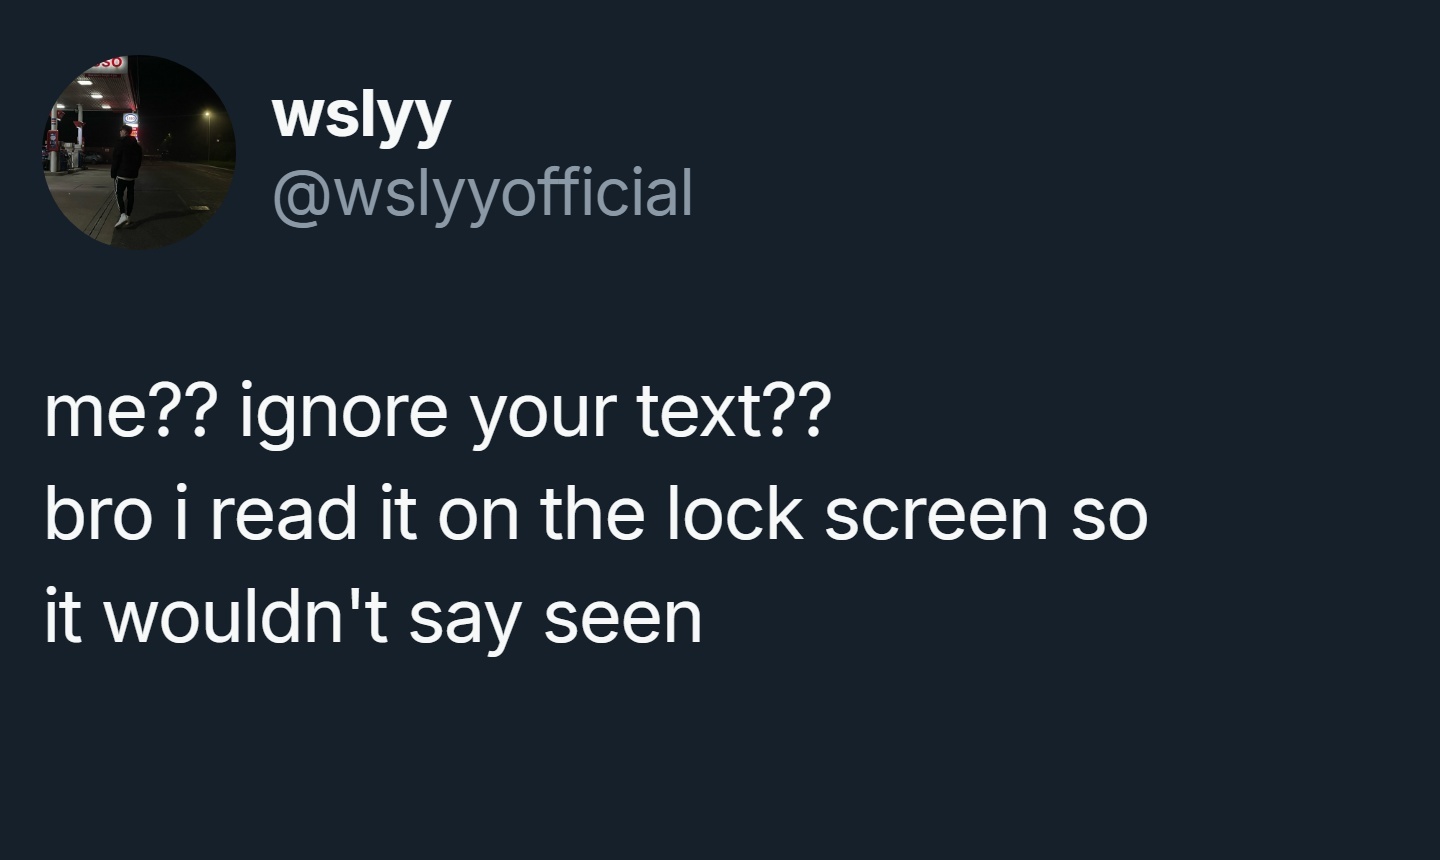 wslyy
@wslyyofficial
me?? ignore your text??
bro i read it on the lock screen so
it wouldn't say seen